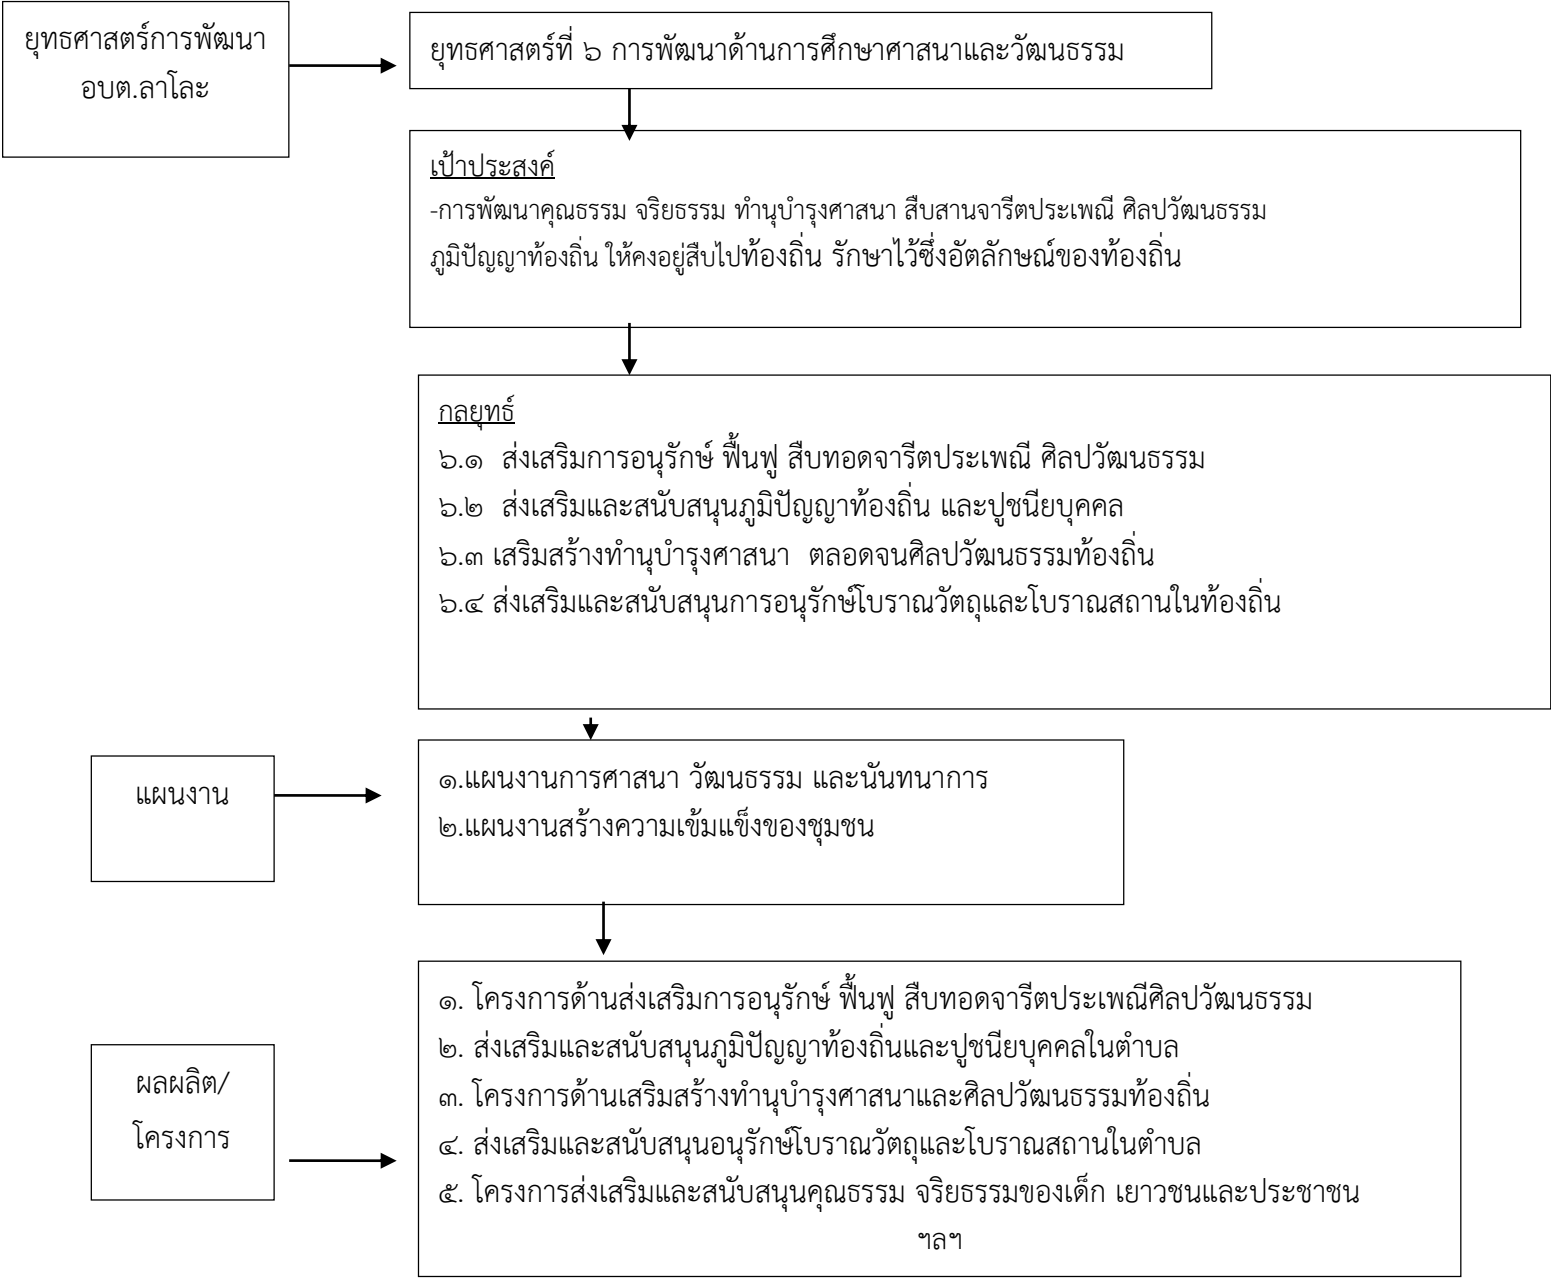 ยุทธศาสตร์การพัฒนา
อบต.ลาโละ
ยุทธศาสตร์ที่ ๖ การพัฒนาด้านการศึกษาศาสนาและวัฒนธรรม
เป้าประสงค์
-การพัฒนาคุณธรรม จริยธรรม ทำนุบำรุงศาสนา สืบสานจารีตประเพณี ศิลปวัฒนธรรม
ภูมิปัญญาท้องถิ่น ให้คงอยู่สืบไปท้องถิ่น รักษาไว้ซึ่งอัตลักษณ์ของท้องถิ่น
กลยุทธ์
๖.๑ ส่งเสริมการอนุรักษ์ ฟื้นฟู สืบทอดจารีตประเพณี ศิลปวัฒนธรรม
๖.๒ ส่งเสริมและสนับสนุนภูมิปัญญาท้องถิ่น และปูชนียบุคคล
๖.๓ เสริมสร้างทำนุบำรุงศาสนา ตลอดจนศิลปวัฒนธรรมท้องถิ่น
๖.๔ ส่งเสริมและสนับสนุนการอนุรักษ์โบราณวัตถุและโบราณสถานในท้องถิ่น
แผนงาน
๑.แผนงานการศาสนา วัฒนธรรม และนันทนาการ
๒.แผนงานสร้างความเข้มแข็งของชุมชน
ผลผลิต/
โครงการ
๑. โครงการด้านส่งเสริมการอนุรักษ์ ฟื้นฟู สืบทอดจารีตประเพณีศิลปวัฒนธรรม
๒. ส่งเสริมและสนับสนุนภูมิปัญญาท้องถิ่นและปูชนียบุคคลในตำบล
๓. โครงการด้านเสริมสร้างทำนุบำรุงศาสนาและศิลปวัฒนธรรมท้องถิ่น
๔. ส่งเสริมและสนับสนุนอนุรักษ์โบราณวัตถุและโบราณสถานในตำบล
๕. โครงการส่งเสริมและสนับสนุนคุณธรรม จริยธรรมของเด็ก เยาวชนและประชาชน
ฯลฯ